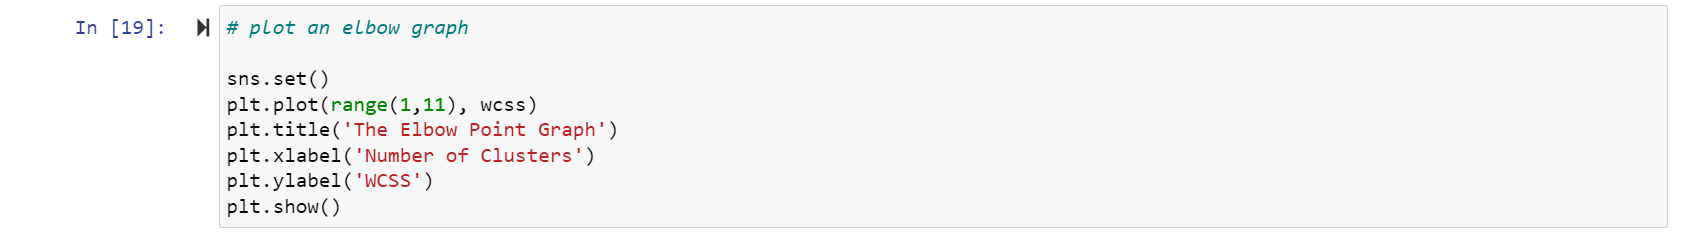 In [19]:
# plot an elbow graph
sns.set()
plt.plot(range(1,11), wcss)
plt.title('The Elbow Point Graph')
plt.xlabel('Number of Clusters')
plt.ylabel('WCSS')
plt.show()